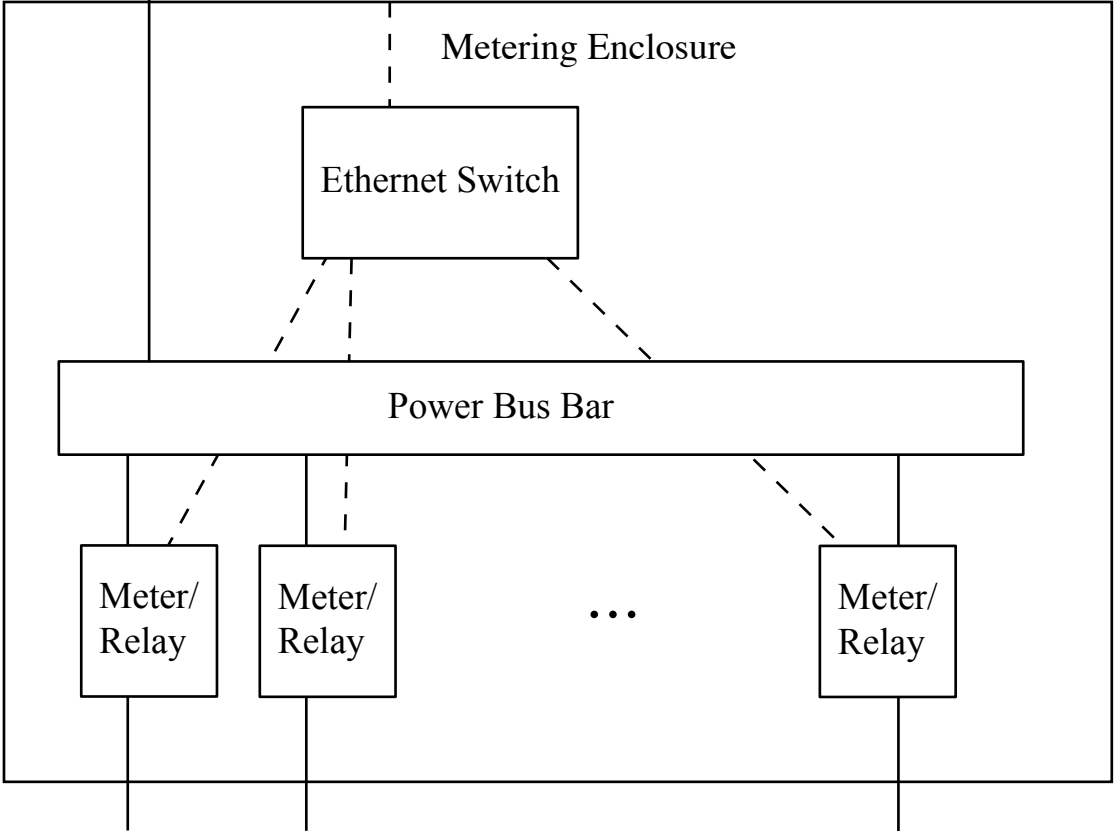 Metering Enclosure
Ethernet Switch
Power Bus Bar
Meter/
Relay
Meter/
Relay
...
Meter/
Relay